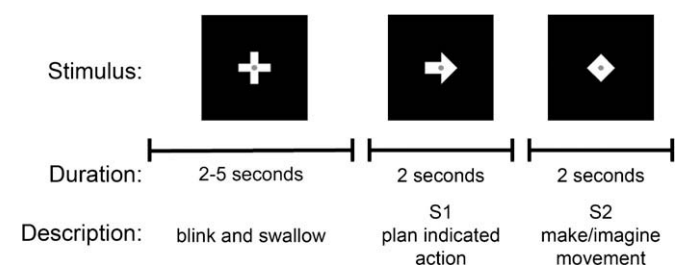 Stimulus:
Duration: 2-5 seconds 2 seconds 2 seconds
Description: blink and swallow
S1
plan indicated
action
S2
make/imagine
movement